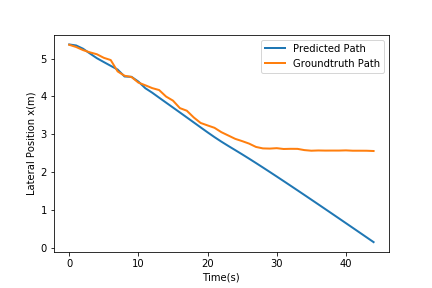 Predicted Path
Groundtruth Path
Lateral Position x(m)
5
4
3
2
1
0
0 10 20 30 40
Time(s)